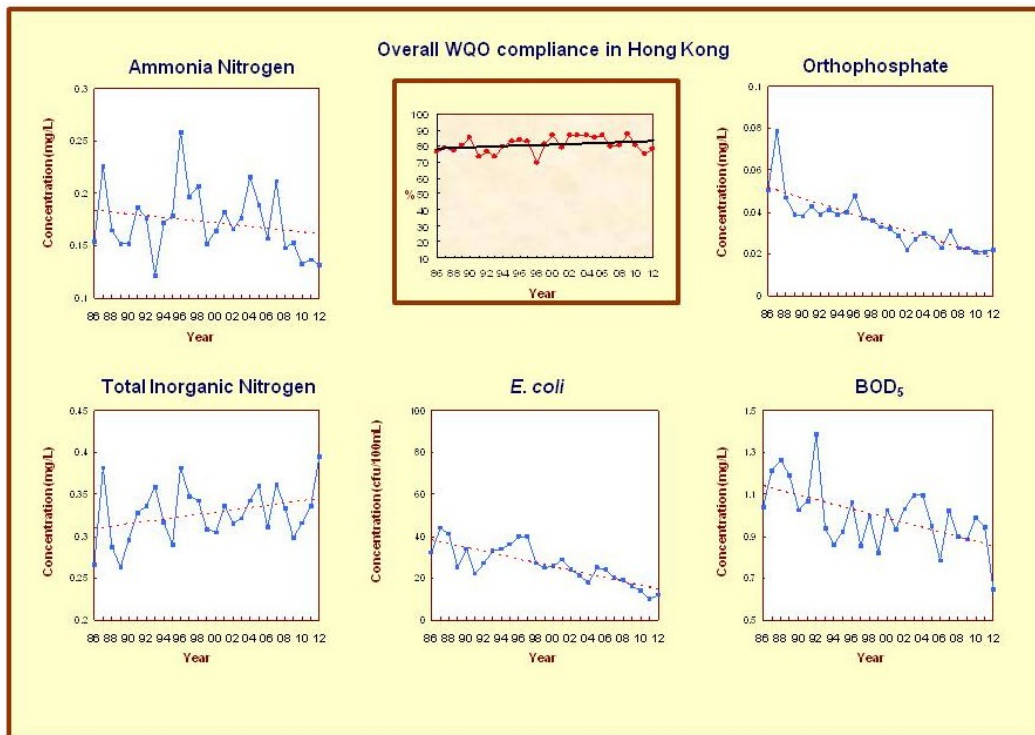 Overall WQO compliance in Hong Kong
Ammonia Nitrogen
Concentration (mg/L)
0.3
0.25
0.2
0.15
0.1
86 88 90 92 94 96 98 00 02 04 06 08 10 12
Year
100
90
80
70
60
50
40
30
20
10
%
86 88 90 92 94 96 98 00 02 04 06 08 10 12
Year
Orthophosphate
Concentration (mg/L)
0.1
0.08
0.06
0.04
0.02
0
86 88 90 92 94 96 98 00 02 04 06 08 10 12
Year
Total Inorganic Nitrogen
Concentration (mg/L)
0.45
0.4
0.35
0.3
0.25
0.2
86 88 90 92 94 96 98 00 02 04 06 08 10 12
Year
E. coli
Concentration (cfu/100mL)
100
80
60
40
20
0
86 88 90 92 94 96 98 00 02 04 06 08 10 12
Year
BOD₅
Concentration (mg/L)
1.5
1.3
1.1
0.9
0.7
0.5
86 88 90 92 94 96 98 00 02 04 06 08 10 12
Year